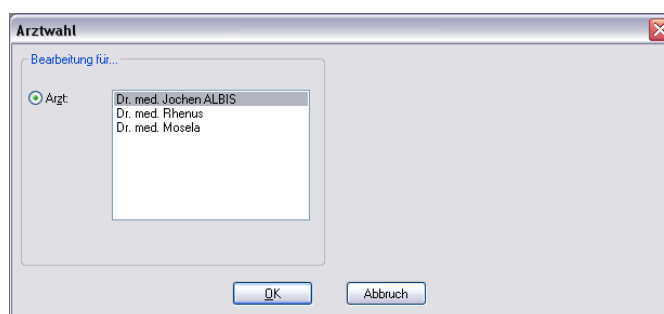 Arztwahl
Bearbeitung für...
Arzt:
Dr. med. Jochen ALBIS
Dr. med. Rhenus
Dr. med. Mosela
OK
Abbruch